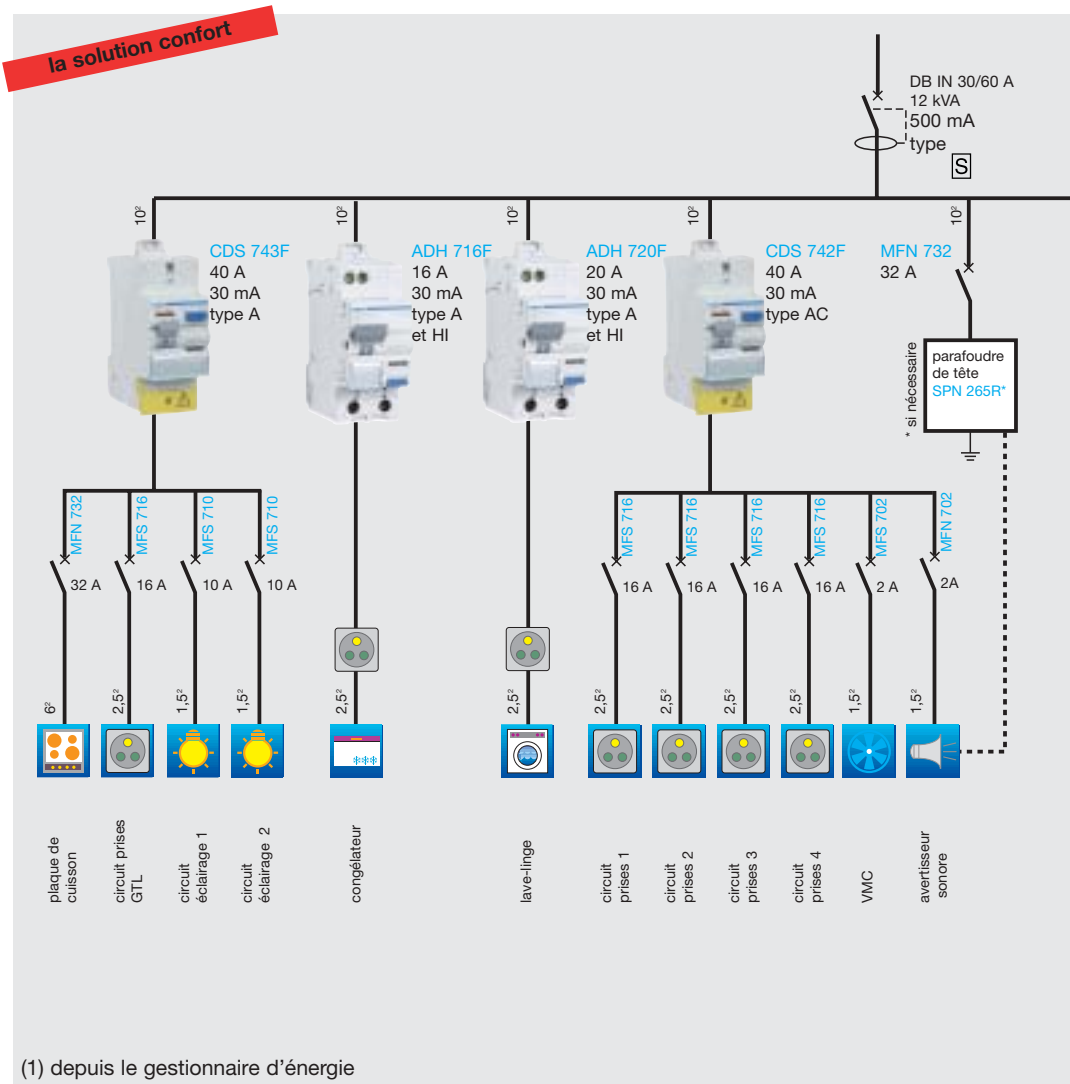 la solution confort
DB IN 30/60 A
12 kVA
500 mA
type
S
10²
10²
10²
10²
10²
CDS 743F
40 A
30 mA
type A
ADH 716F
16 A
30 mA
type A
et HI
ADH 720F
20 A
30 mA
type A
et HI
CDS 742F
40 A
30 mA
type AC
MFN 732
32 A
* si nécessaire
parafoudre
de tête
SPN 265R*
MFN 732
MFS 716
MFS 710
MFS 710
MFS 716
MFS 716
MFS 716
MFS 716
MFS 702
MFN 702
32 A
16 A
10 A
10 A
16 A
16 A
16 A
16 A
2 A
2A
6²
2,5²
1,5²
1,5²
2,5²
2,5²
2,5²
2,5²
2,5²
2,5²
1,5²
1,5²
plaque de
cuisson
circuit prises
GTL
circuit
éclairage 1
circuit
éclairage 2
congélateur
lave-linge
circuit
prises 1
circuit
prises 2
circuit
prises 3
circuit
prises 4
VMC
avertisseur
sonore
(1) depuis le gestionnaire d'énergie